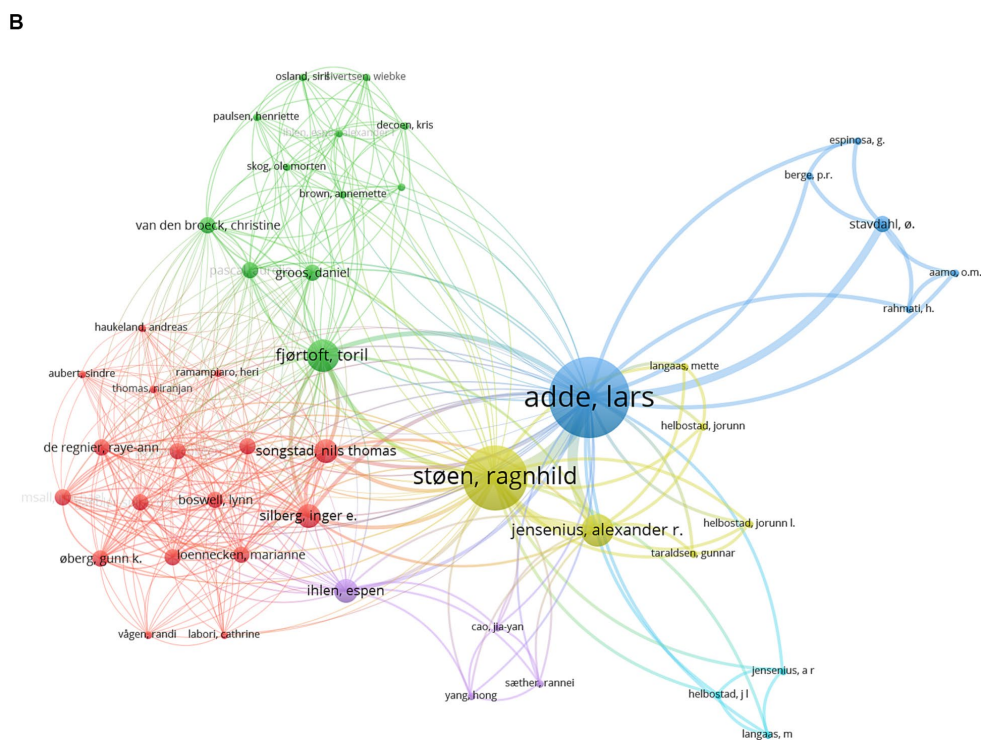 B
osland, siril
sivertsen, wiebke
paulsen, henriette
decoen, kris
skog, ole morten
brown, annemette
van den broeck, christine
groos, daniel
espinosa, g.
berge, p.r.
stavdahl, ø.
aamo, o.m.
rahmati, h.
haukeland, andreas
fjørtoft, toril
aubert, sindre
ramampiaro, heri
thomas, niranjan
langaas, mette
adde, lars
helbostad, jorunn
de regnier, raye-ann
songstad, nils thomas
støen, ragnhild
boswell, lynn
silberg, inger e.
jensenius, alexander r.
helbostad, jorunn l.
taraldsen, gunnar
øberg, gunn k.
loennecken, marianne
ihlen, espen
vågen, randi
labori, cathrine
cao, jia-yan
sæther, rannei
yang, hong
jensenius, a r
helbostad, j l
langaas, m